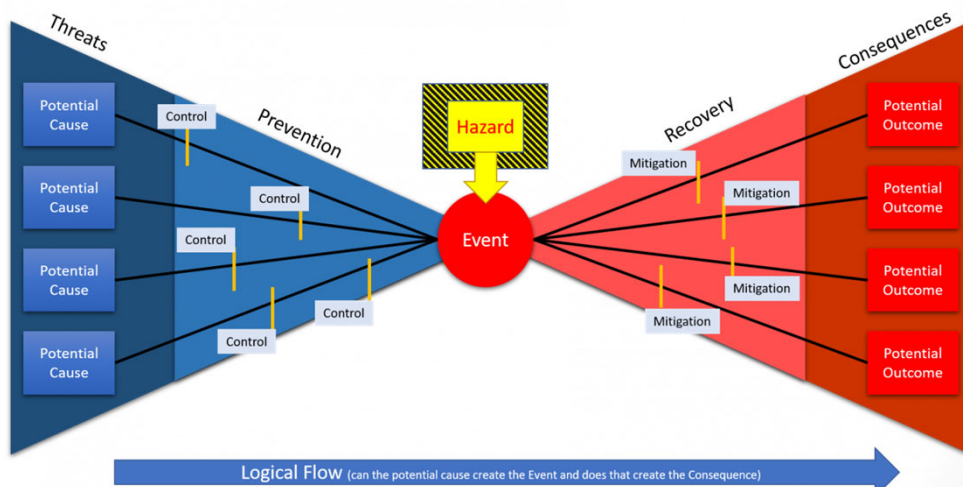 Threats
Prevention
Hazard
Recovery
Consequences
Potential
Cause
Potential
Cause
Potential
Cause
Potential
Cause
Control
Control
Control
Control
Control
Event
Mitigation
Mitigation
Mitigation
Mitigation
Potential
Outcome
Potential
Outcome
Potential
Outcome
Potential
Outcome
Logical Flow (can the potential cause create the Event and does that create the Consequence)